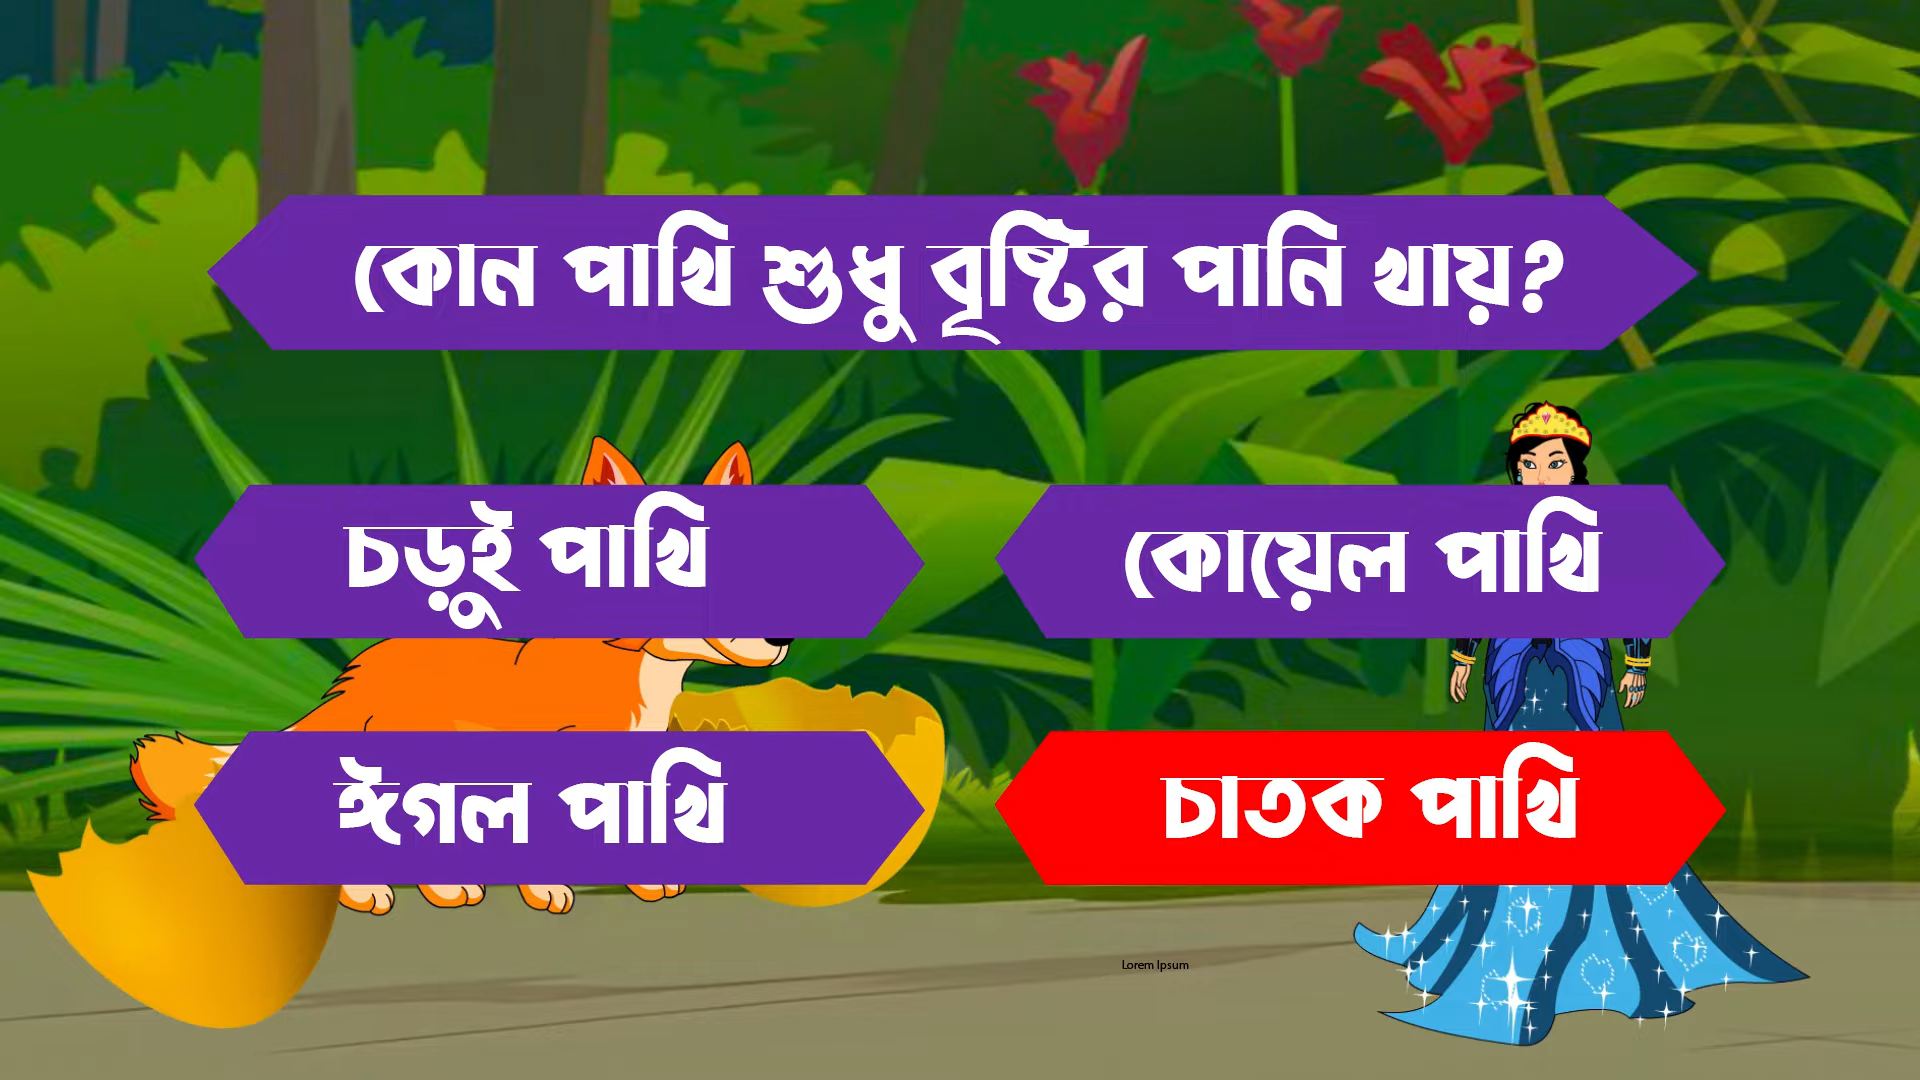 কোন পাখি শুধু বৃষ্টির পানি খায়?
চড়ুই পাখি
কোয়েল পাখি
ঈগল পাখি
চাতক পাখি
Lorem Ipsum